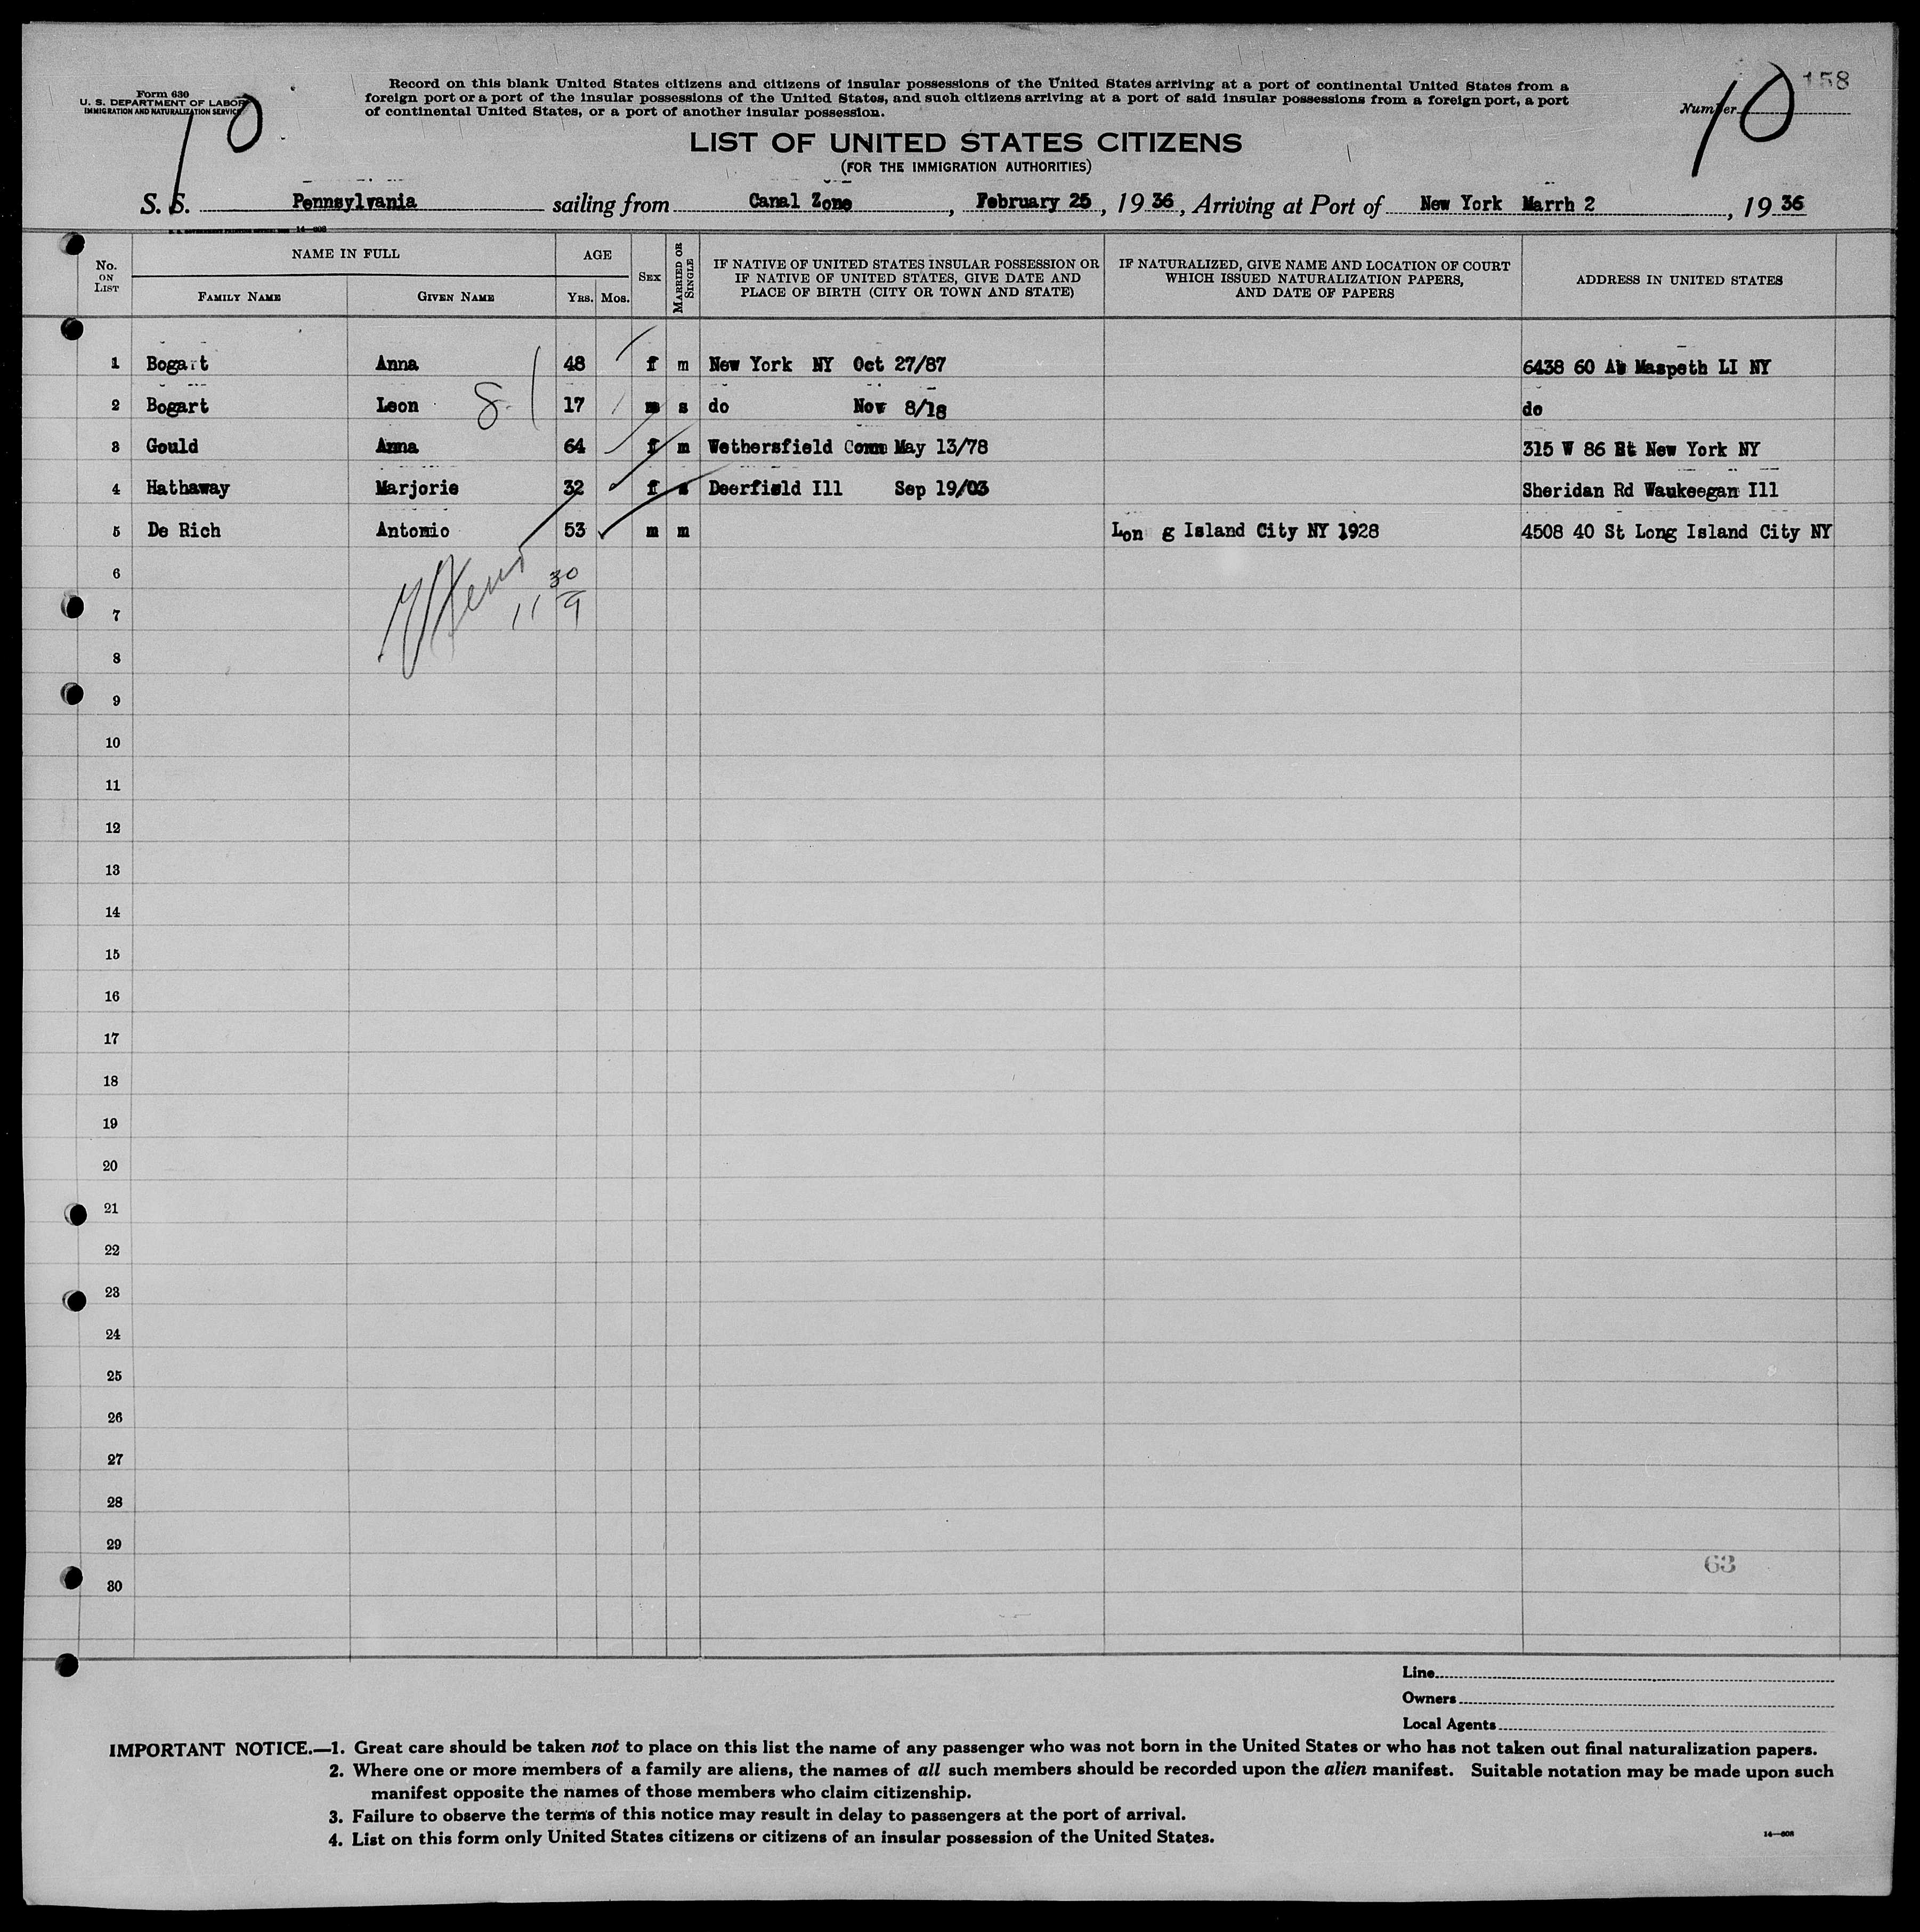 Form 630
U. S. DEPARTMENT OF LABOR
IMMIGRATION AND NATURALIZATION SERVICE
10
Record on this blank United States citizens and citizens of insular possessions of the United States arriving at a port of continental United States from a
foreign port or a port of the insular possessions of the United States, and such citizens arriving at a port of said insular possessions from a foreign port, a port
of continental United States, or a port of another insular possession.
158
Number 10
LIST OF UNITED STATES CITIZENS
(FOR THE IMMIGRATION AUTHORITIES)
S. S. Pennsylvania sailing from Canal Zone, February 25, 1936, Arriving at Port of New York Marrh 2, 1936
14—608
No. ON LIST NAME IN FULL AGE SEX MARRIED OR SINGLE IF NATIVE OF UNITED STATES INSULAR POSSESSION OR IF NATIVE OF UNITED STATES, GIVE DATE AND PLACE OF BIRTH (CITY OR TOWN AND STATE) IF NATURALIZED, GIVE NAME AND LOCATION OF COURT WHICH ISSUED NATURALIZATION PAPERS, AND DATE OF PAPERS ADDRESS IN UNITED STATES
FAMILY NAME GIVEN NAME YRS. MOS.
1 Bogart Anna 48 f m New York NY Oct 27/87 6438 60 Maspeth LI NY
2 Bogart Leon 8 17 m s do Nov 8/18 do
3 Gould Anna 64 f m Wethersfield Conn May 13/78 315 W 86 St New York NY
4 Hathaway Marjorie 32 f s Deerfield Ill Sep 19/03 Sheridan Rd Waukeegan Ill
5 De Rich Antonio 53 m m Lon g Island City NY 1928 4508 40 St Long Island City NY
6
30
7
11 9
8
9
10
11
12
13
14
15
16
17
18
19
20
21
22
23
24
25
26
27
28
29
63
30
Line
Owners
Local Agents
IMPORTANT NOTICE.—1. Great care should be taken not to place on this list the name of any passenger who was not born in the United States or who has not taken out final naturalization papers.
2. Where one or more members of a family are aliens, the names of all such members should be recorded upon the alien manifest. Suitable notation may be made upon such
manifest opposite the names of those members who claim citizenship.
3. Failure to observe the terms of this notice may result in delay to passengers at the port of arrival.
4. List on this form only United States citizens or citizens of an insular possession of the United States.
14—608